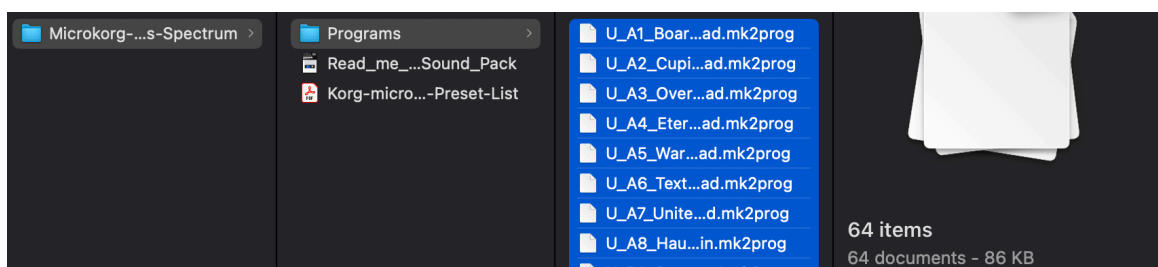 Microkorg-...s-Spectrum
Programs
Read_me_...Sound_Pack
Korg-micro...-Preset-List
U_A1_Boar...ad.mk2prog
U_A2_Cupi...ad.mk2prog
U_A3_Over...ad.mk2prog
U_A4_Eter...ad.mk2prog
U_A5_War...ad.mk2prog
U_A6_Text...ad.mk2prog
U_A7_Unite...d.mk2prog
U_A8_Hau...in.mk2prog
64 items
64 documents - 86 KB